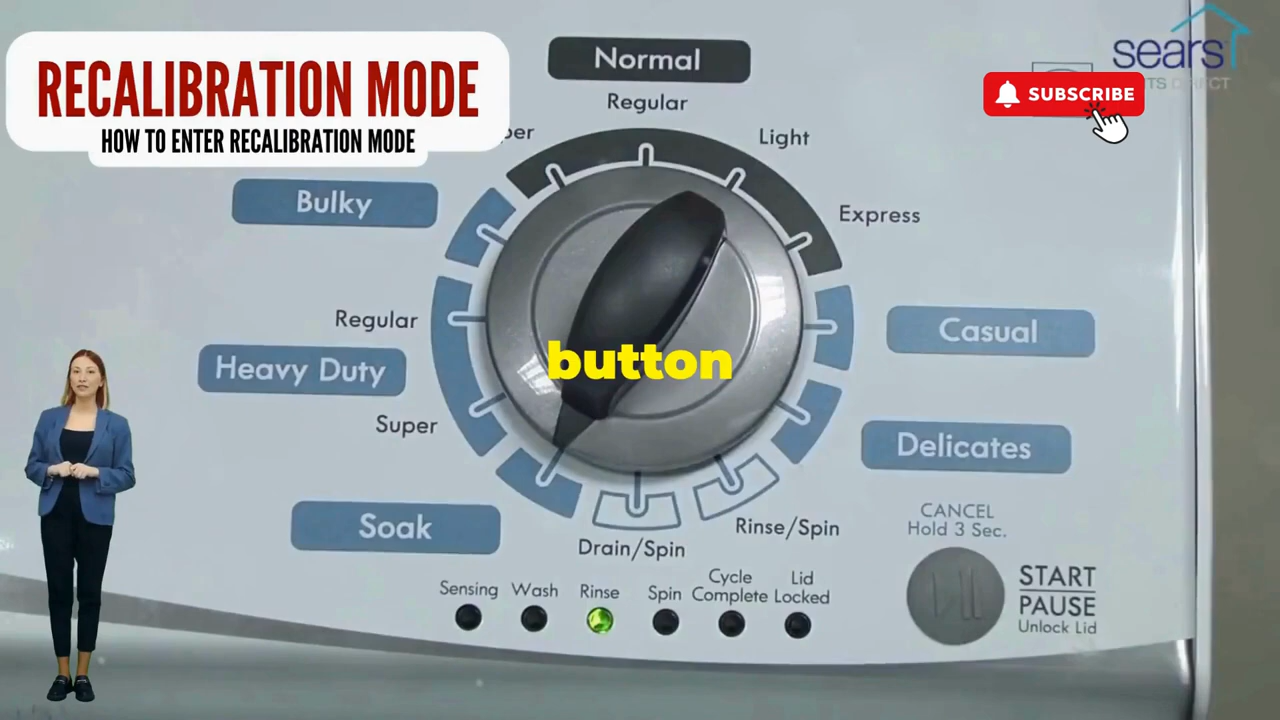 sears
RECALIBRATION MODE
HOW TO ENTER RECALIBRATION MODE
SUBSCRIBE
Normal
Regular
Light
Express
Bulky
Regular
Heavy Duty
Super
Soak
Casual
Delicates
button
Rinse/Spin
Drain/Spin
CANCEL
Hold 3 Sec.
START
PAUSE
Unlock Lid
Sensing
Wash
Rinse
Spin
Cycle
Complete
Lid
Locked